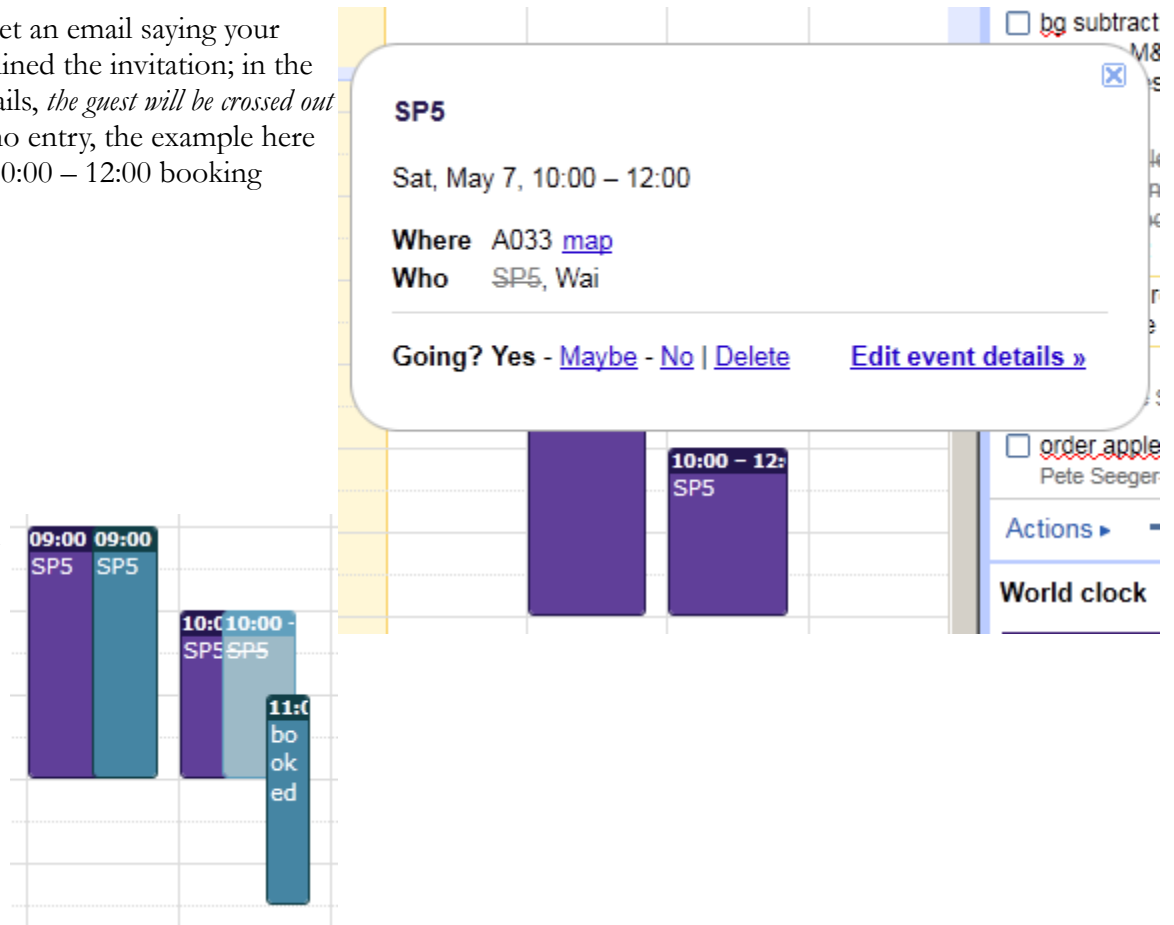 et an email saying your
ined the invitation; in the
ails, the guest will be crossed out
no entry, the example here
0:00 – 12:00 booking
SP5
Sat, May 7, 10:00 – 12:00
Where A033 map
Who SP5, Wai
Going? Yes - Maybe - No | Delete Edit event details »
10:00 – 12:
SP5
bg subtract
M&
order apple
Pete Seeger
Actions ▸
World clock
09:00 09:00
SP5 SP5
10:0 10:00 -
SP5 SP5
11:0
bo
ok
ed